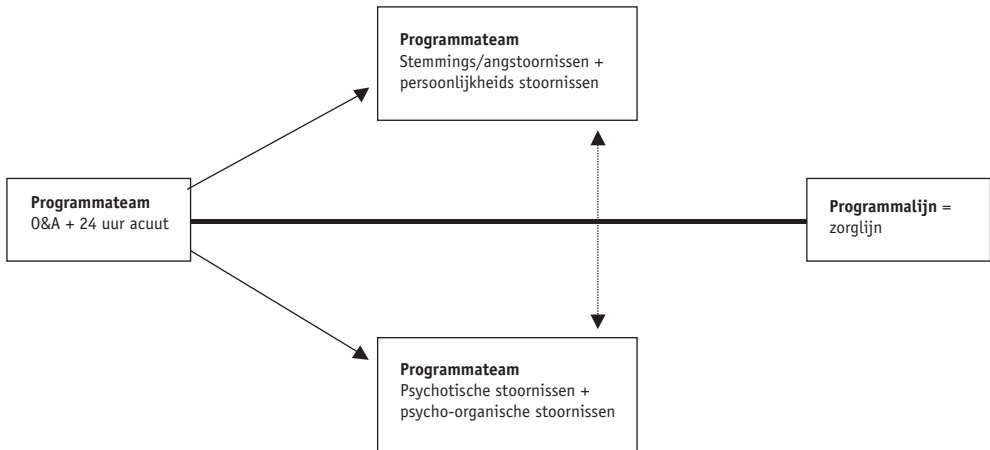 Programmateam
Stemmings/angstoornissen +
persoonlijkheids stoornissen
Programmateam
O&A + 24 uur acuut
Programmalijn =
zorglijn
Programmateam
Psychotische stoornissen +
psycho-organische stoornissen